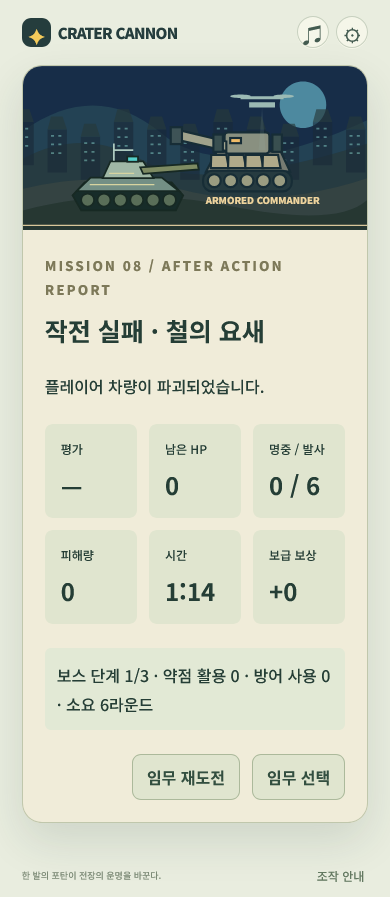 CRATER CANNON
ARMORED COMMANDER
MISSION 08 / AFTER ACTION
REPORT
작전 실패 · 철의 요새
플레이어 차량이 파괴되었습니다.
평가
—
남은 HP
0
명중 / 발사
0 / 6
피해량
0
시간
1:14
보급 보상
+0
보스 단계 1/3 · 약점 활용 0 · 방어 사용 0
· 소요 6라운드
임무 재도전
임무 선택
한 발의 포탄이 전장의 운명을 바꾼다.
조작 안내